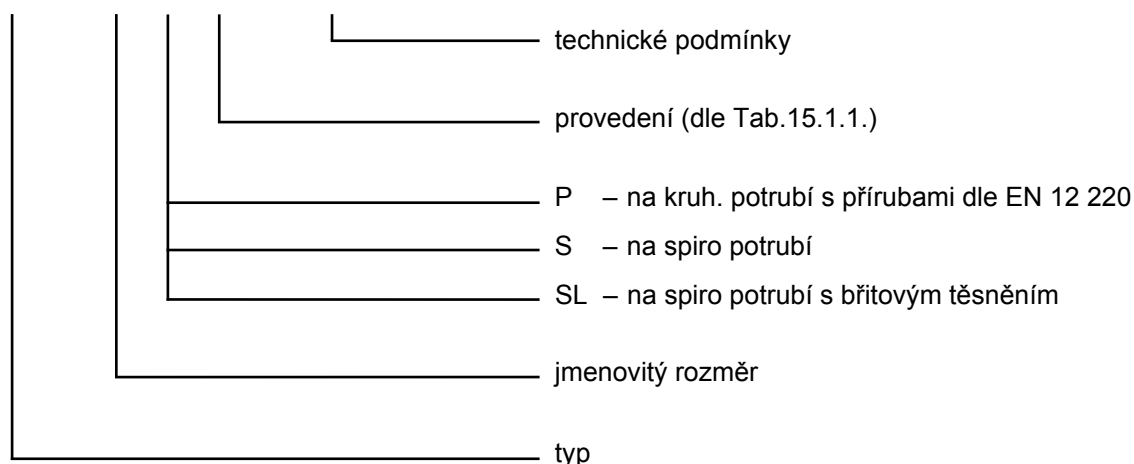 technické podmínky
provedení (dle Tab.15.1.1.)
P – na kruh. potrubí s přírubami dle EN 12 220
S – na spiro potrubí
SL – na spiro potrubí s břitovým těsněním
jmenovitý rozměr
typ